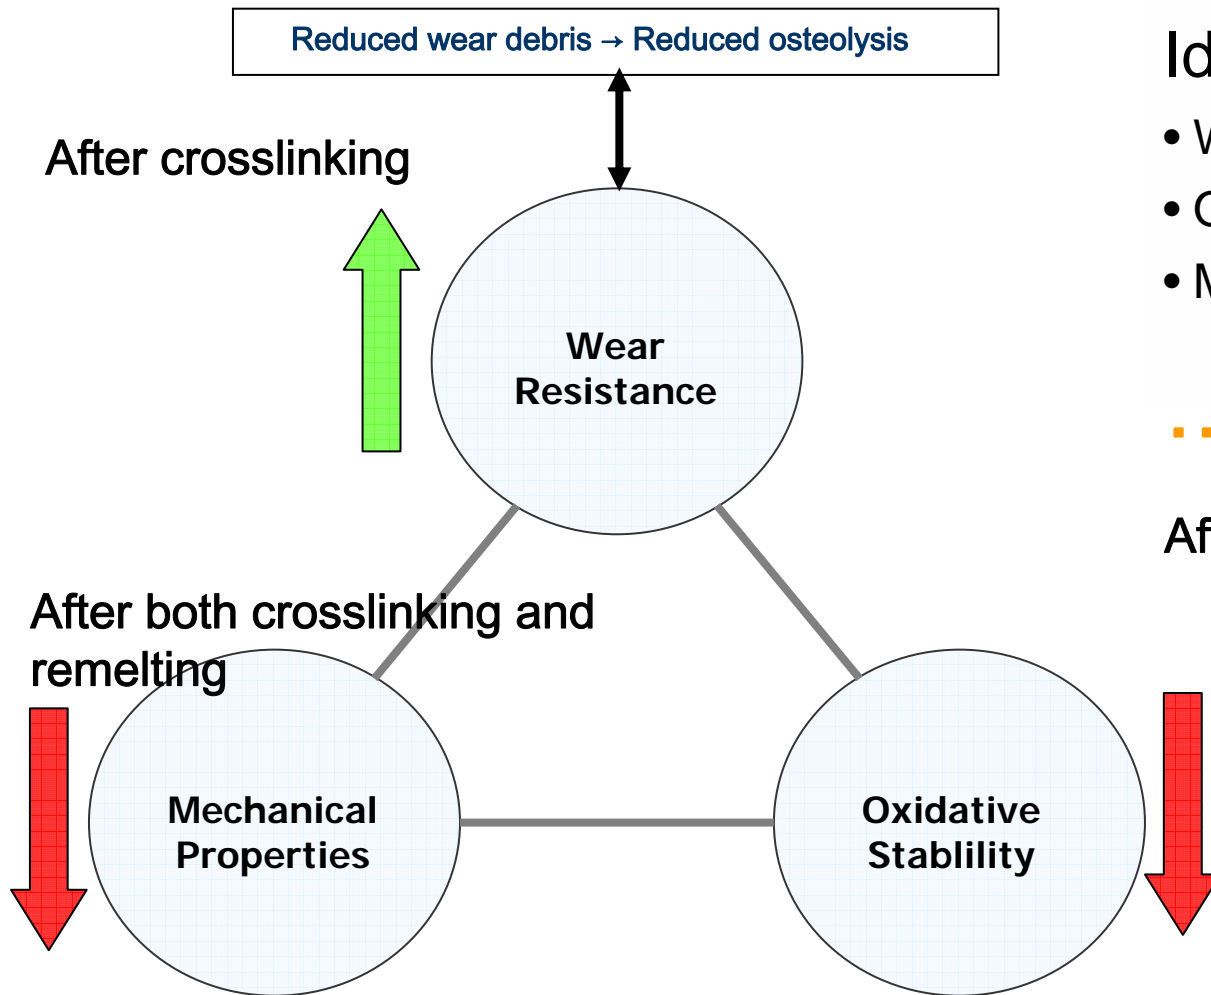 Reduced wear debris → Reduced osteolysis
After crosslinking
Wear
Resistance
After both crosslinking and
remelting
Mechanical
Properties
Oxidative
Stablility